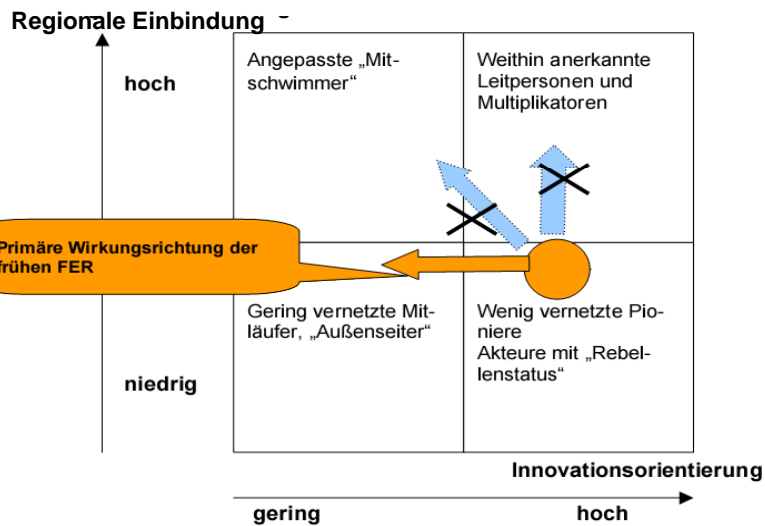 Regionale Einbindung
hoch
Angepasste „Mit-
schwimmer“
Weithin anerkannte
Leitpersonen und
Multiplikatoren
Primäre Wirkungsrichtung der
frühen FER
Gering vernetzte Mit-
läufer, „Außenseiter“
Wenig vernetzte Pio-
niere
Akteure mit „Rebel-
lenstatus“
niedrig
Innovationsorientierung
gering
hoch